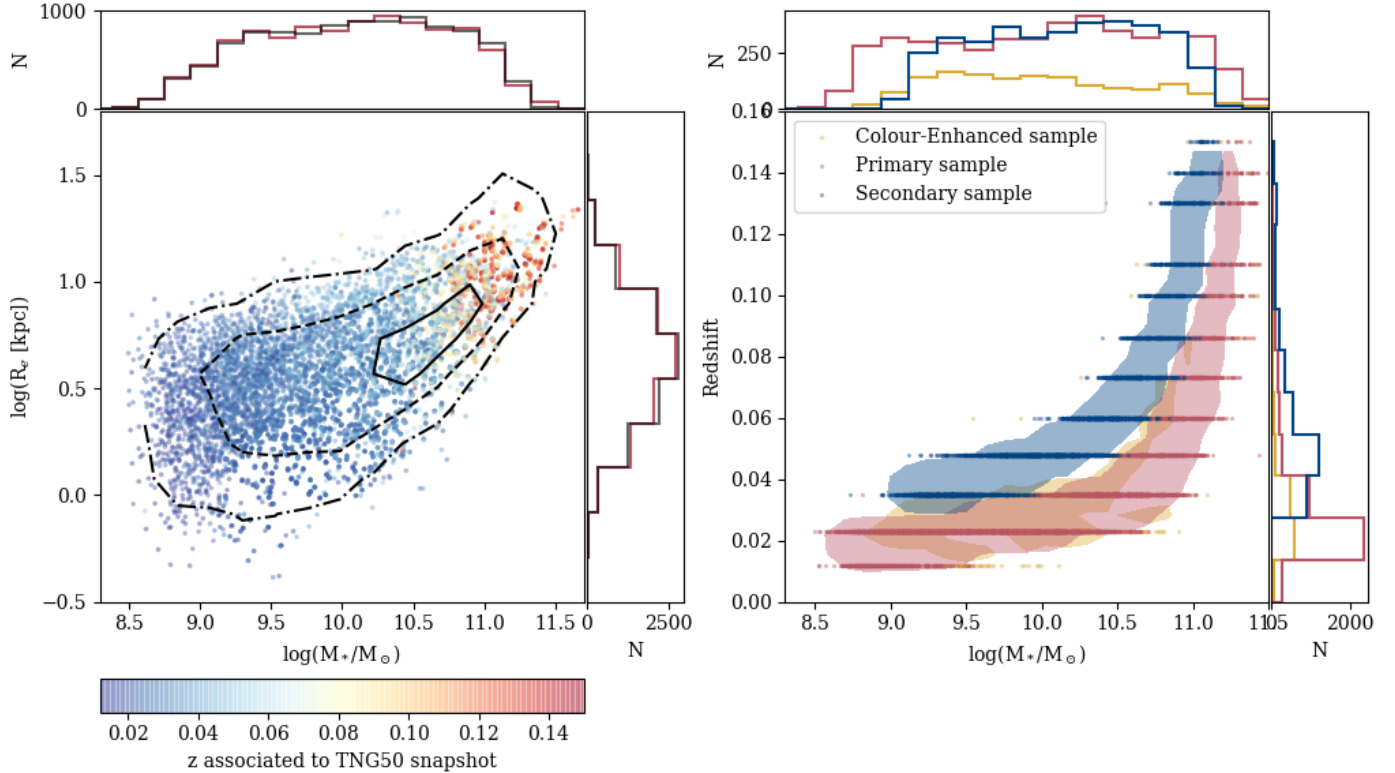 1000
N
0
1.5
1.0
0.5
0.0
−0.5
log(Rₑ [kpc])
8.5 9.0 9.5 10.0 10.5 11.0 11.5
log(M*/M⊙)
0 2500
N
0.02 0.04 0.06 0.08 0.10 0.12 0.14
z associated to TNG50 snapshot
250
N
0
0.16
Colour-Enhanced sample
Primary sample
Secondary sample
0.14
0.12
0.10
0.08
0.06
0.04
0.02
0.00
Redshift
8.5 9.0 9.5 10.0 10.5 11.0 11.5
log(M*/M⊙)
2000
N